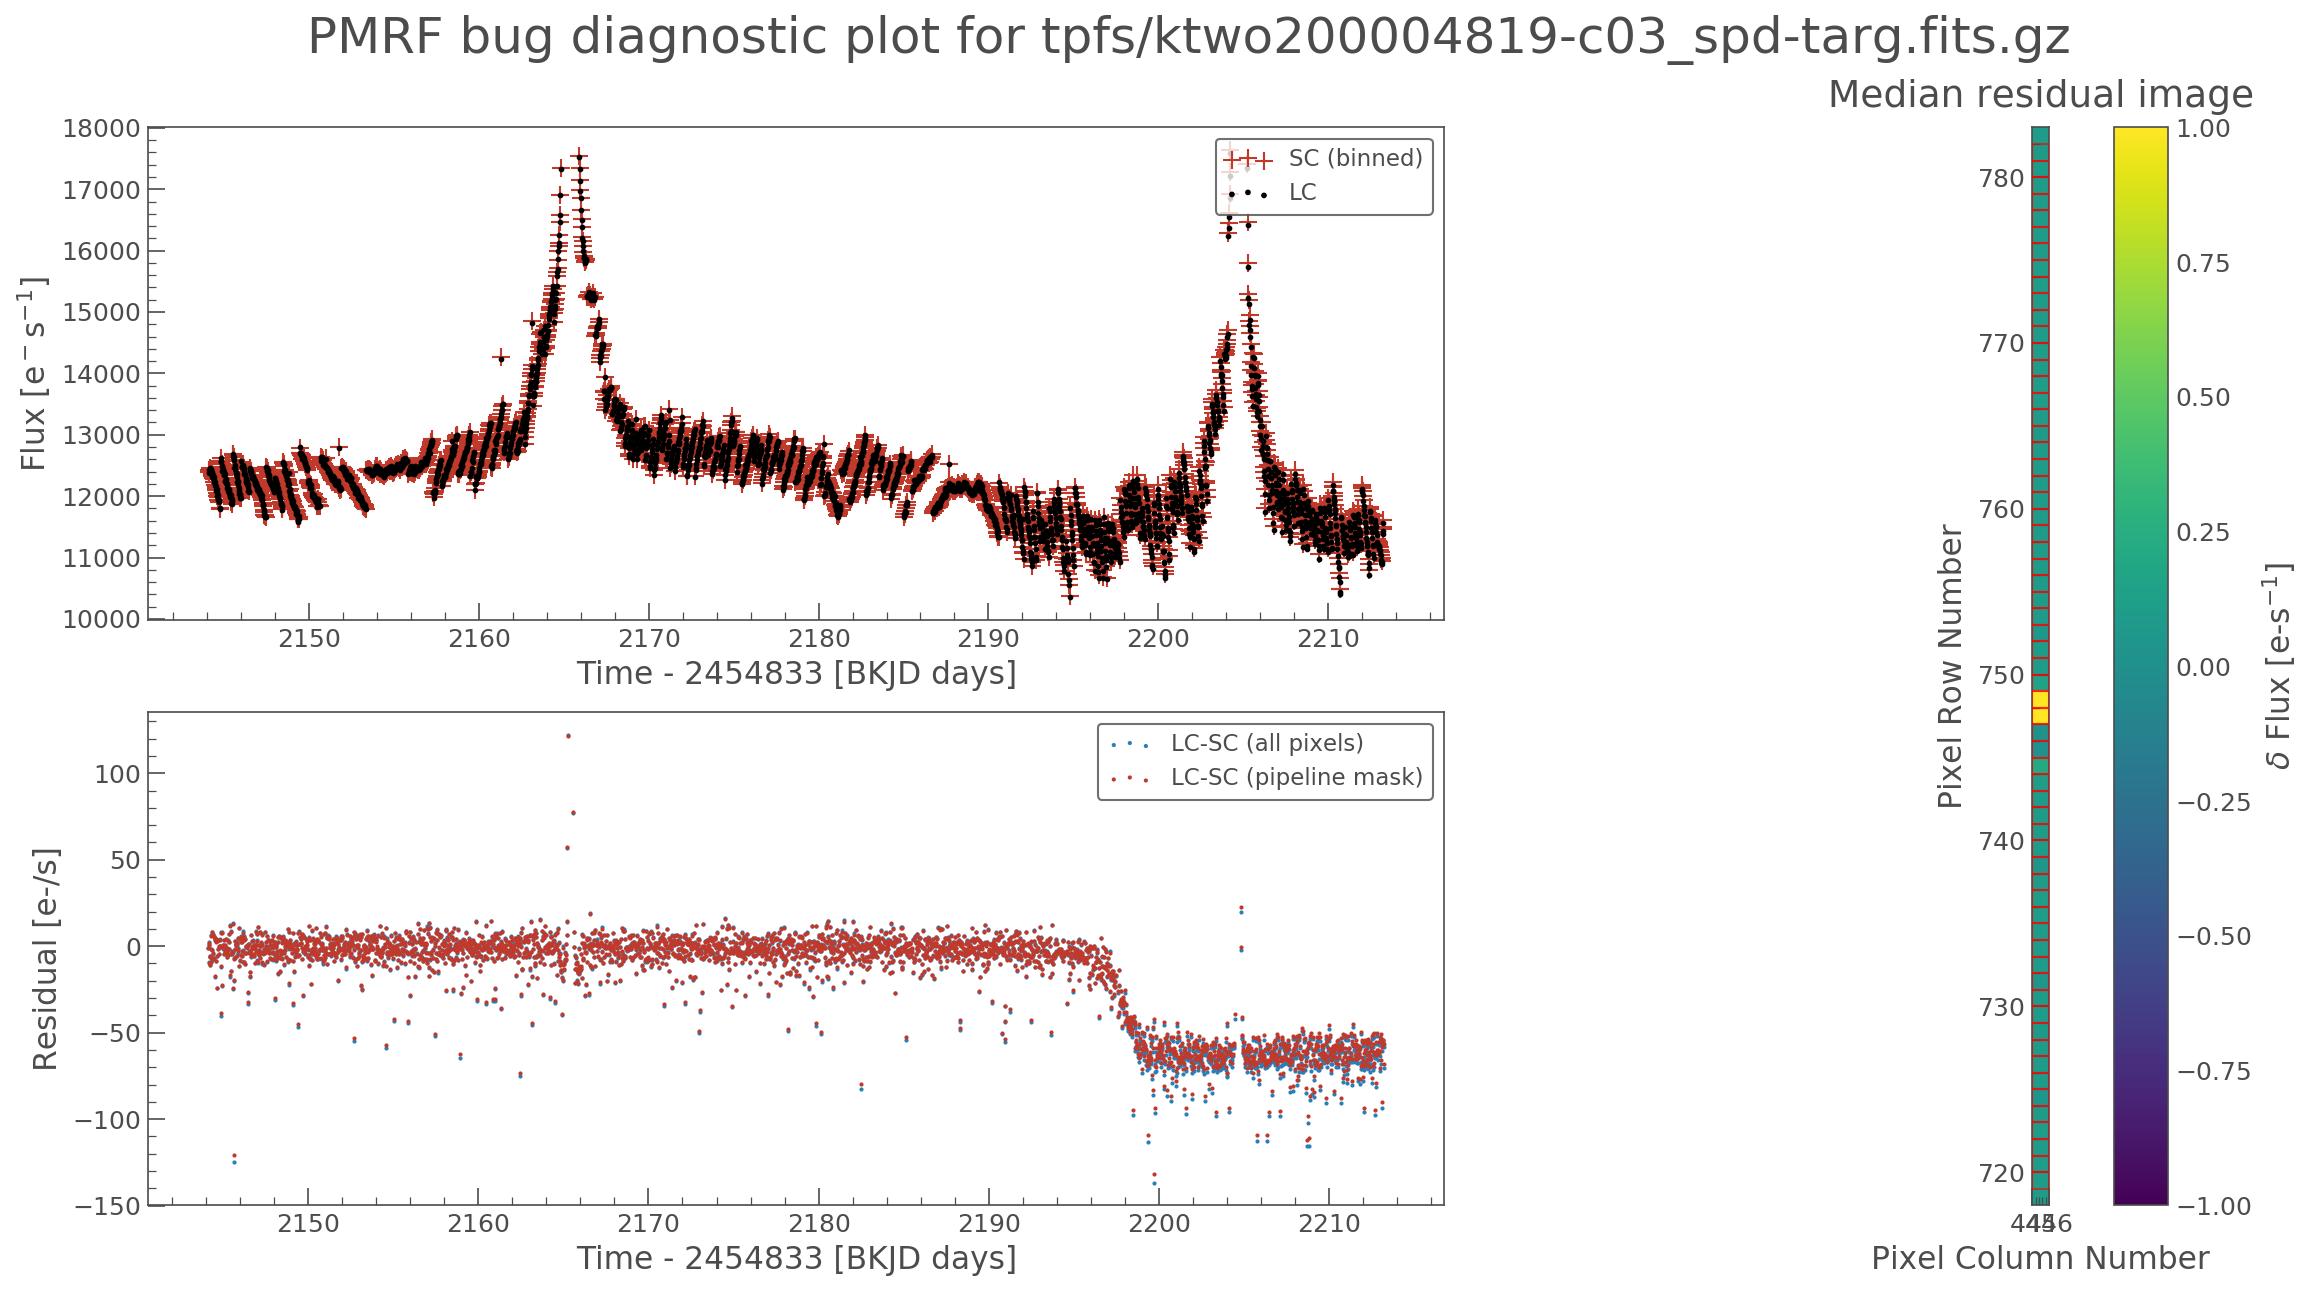 PMRF bug diagnostic plot for tpfs/ktwo200004819-c03_spd-targ.fits.gz
18000
17000
16000
15000
14000
13000
12000
11000
10000
Flux [e⁻ s⁻¹]
SC (binned)
LC
2150 2160 2170 2180 2190 2200 2210
Time - 2454833 [BKJD days]
100
50
0
−50
−100
−150
Residual [e-/s]
LC-SC (all pixels)
LC-SC (pipeline mask)
2150 2160 2170 2180 2190 2200 2210
Time - 2454833 [BKJD days]
Median residual image
780
770
760
750
740
730
720
Pixel Row Number
Pixel Column Number
1.00
0.75
0.50
0.25
0.00
−0.25
−0.50
−0.75
−1.00
δ Flux [e-s⁻¹]